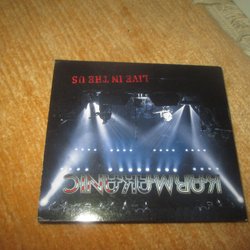 KARMAKANIC
LIVE IN THE US